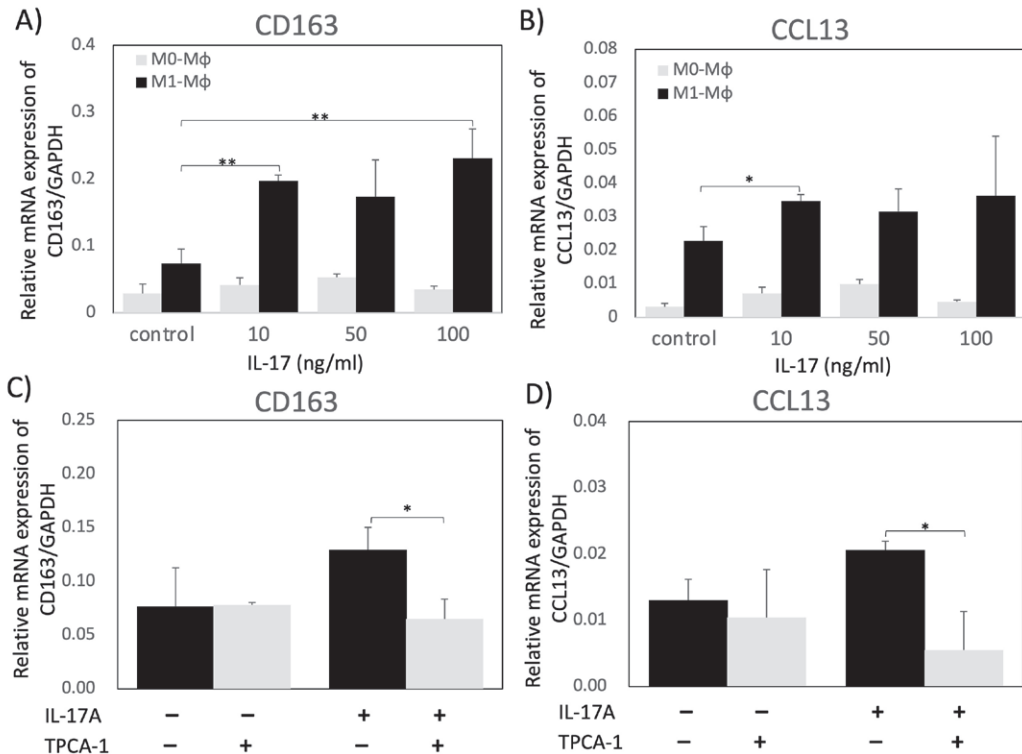 A)
CD163
Relative mRNA expression of
CD163/GAPDH
0.4
0.3
0.2
0.1
0
M0-Mϕ
M1-Mϕ
**
**
control 10 50 100
IL-17 (ng/ml)
B)
CCL13
Relative mRNA expression of
CCL13/GAPDH
0.08
0.07
0.06
0.05
0.04
0.03
0.02
0.01
0
M0-Mϕ
M1-Mϕ
*
control 10 50 100
IL-17 (ng/ml)
C)
CD163
Relative mRNA expression of
CD163/GAPDH
0.25
0.20
0.15
0.10
0.05
0.00
*
IL-17A – – + +
TPCA-1 – + – +
D)
CCL13
Relative mRNA expression of
CCL13/GAPDH
0.04
0.03
0.02
0.01
0.00
*
IL-17A – – + +
TPCA-1 – + – +